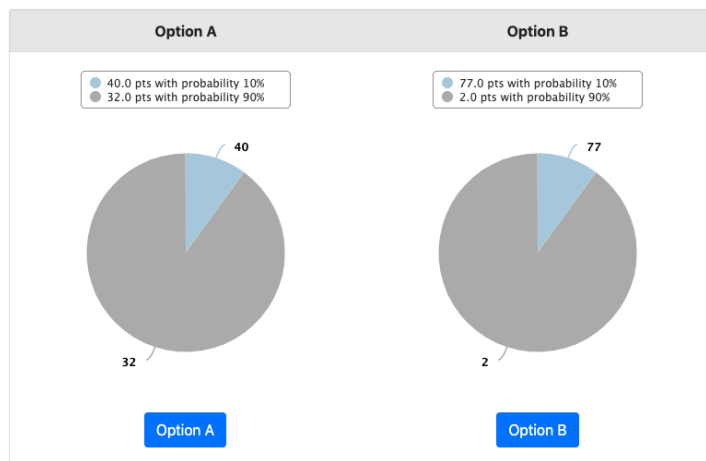 Option A
Option B
40.0 pts with probability 10%
32.0 pts with probability 90%
77.0 pts with probability 10%
2.0 pts with probability 90%
40
77
32
2
Option A
Option B